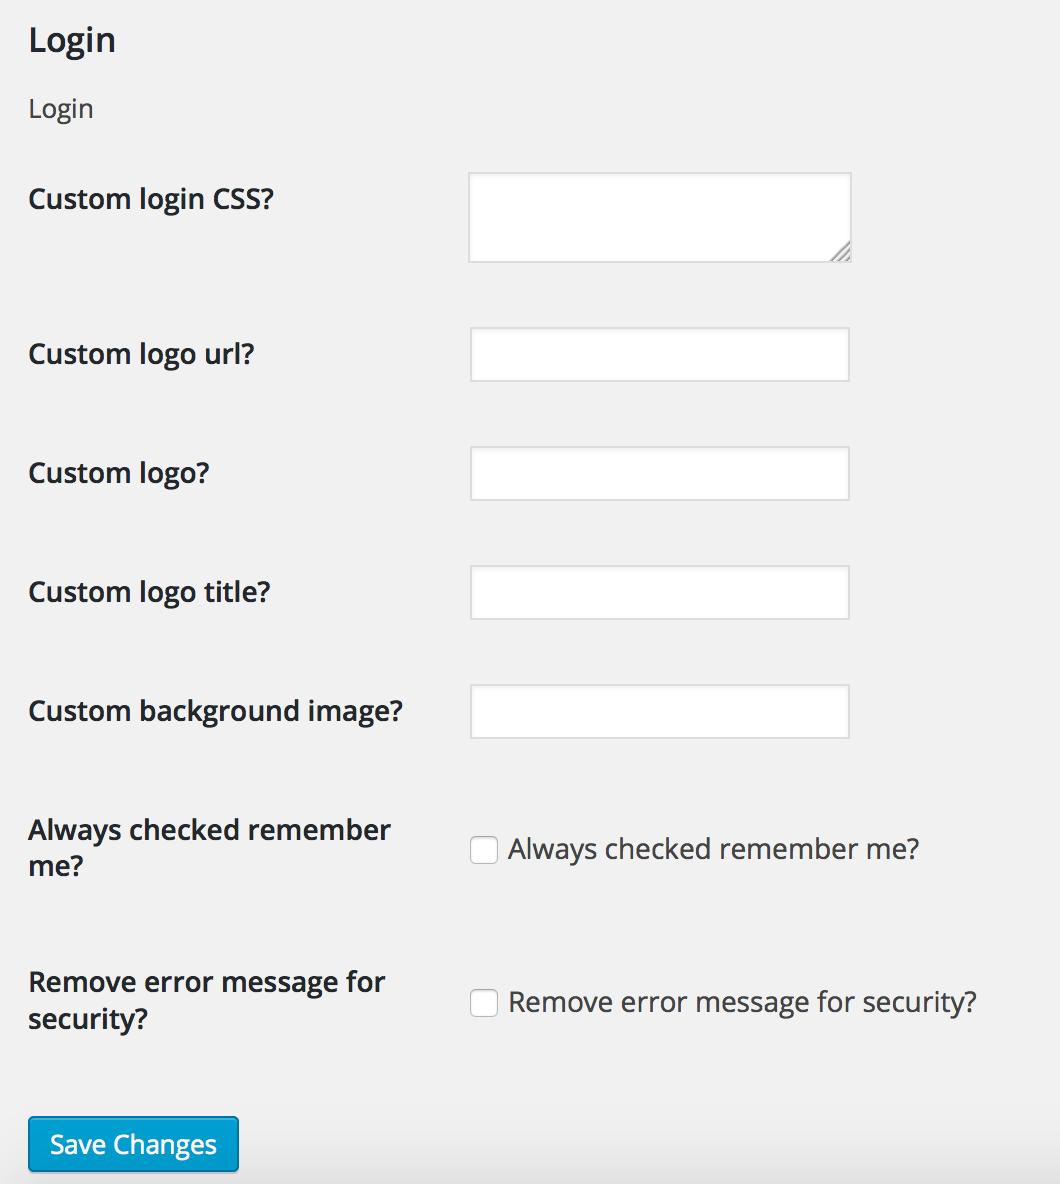 Login
Login
Custom login CSS?
Custom logo url?
Custom logo?
Custom logo title?
Custom background image?
Always checked remember
me?
Always checked remember me?
Remove error message for
security?
Remove error message for security?
Save Changes